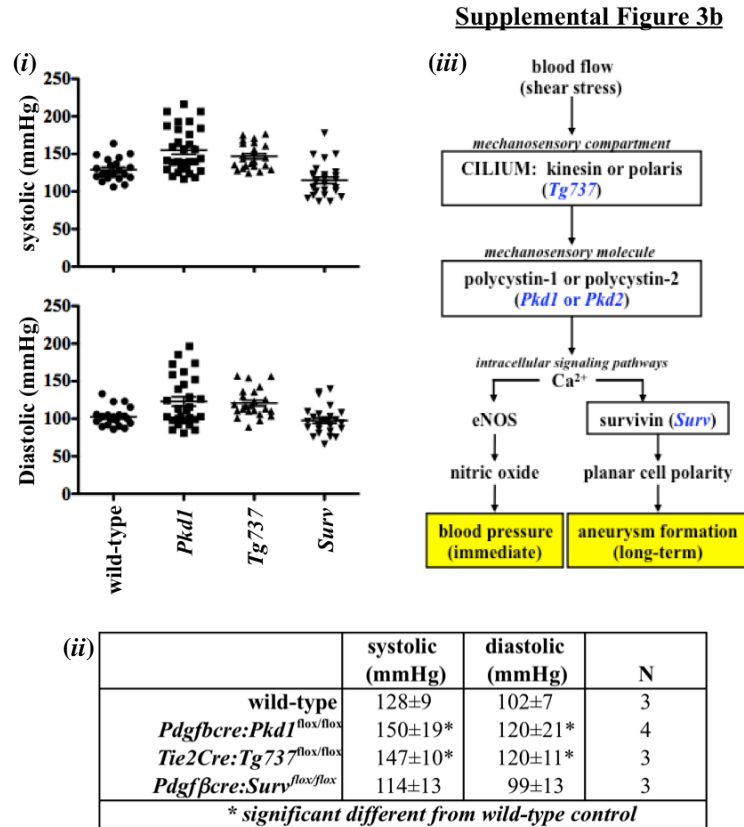 Supplemental Figure 3b
(i)
systolic (mmHg)
250
200
150
100
50
0
Diastolic (mmHg)
250
200
150
100
50
0
wild-type
Pkd1
Tg737
Surv
(iii)
blood flow
(shear stress)
mechanosensory compartment
CILIUM: kinesin or polaris
(Tg737)
mechanosensory molecule
polycystin-1 or polycystin-2
(Pkd1 or Pkd2)
intracellular signaling pathways
Ca²⁺
eNOS
survivin (Surv)
nitric oxide
planar cell polarity
blood pressure
(immediate)
aneurysm formation
(long-term)
(ii)
systolic (mmHg) diastolic (mmHg) N
wild-type 128±9 102±7 3
Pdgfbcre:Pkd1flox/flox 150±19* 120±21* 4
Tie2Cre:Tg737flox/flox 147±10* 120±11* 3
Pdgfβcre:Survflox/flox 114±13 99±13 3
* significant different from wild-type control